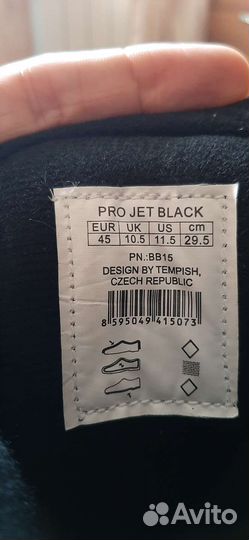 PRO JET BLACK
EUR UK US cm
45 10.5 11.5 29.5
PN.:BB15
DESIGN BY TEMPISH,
CZECH REPUBLIC
8 595049 415073
Avito